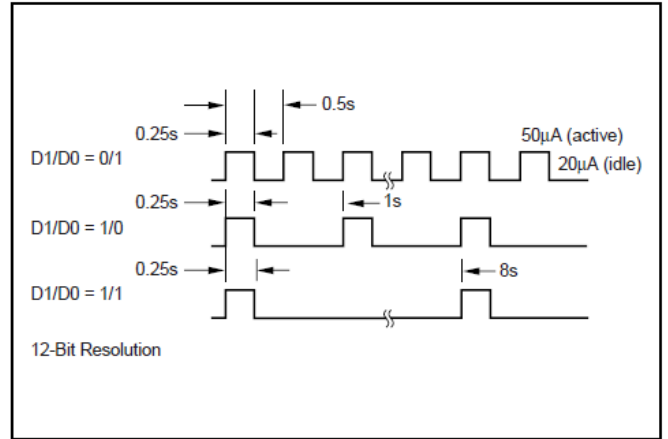 0.5s
0.25s
50µA (active)
D1/D0 = 0/1
20µA (idle)
0.25s
1s
D1/D0 = 1/0
0.25s
8s
D1/D0 = 1/1
12-Bit Resolution